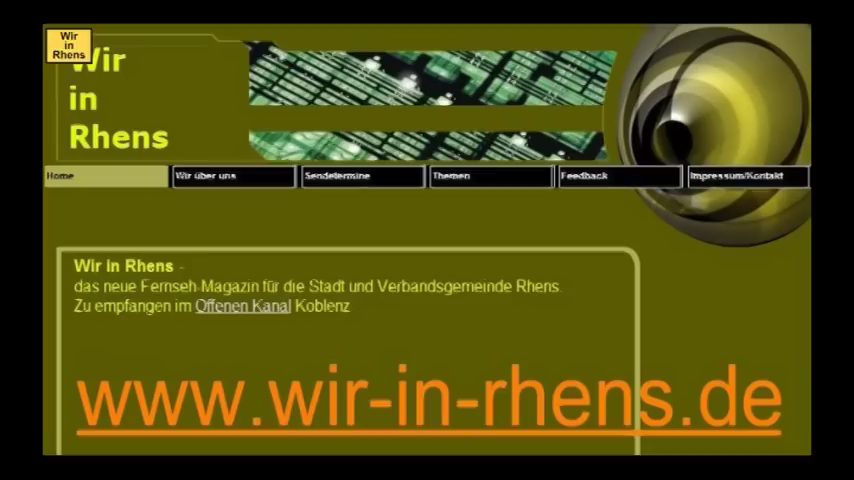 Wir
in
Rhens
Wir
in
Rhens
Home
Wir über uns
Sendetermine
Themen
Feedback
Impressum/Kontakt
Wir in Rhens -
das neue Fernseh-Magazin für die Stadt und Verbandsgemeinde Rhens.
Zu empfangen im Offenen Kanal Koblenz
www.wir-in-rhens.de